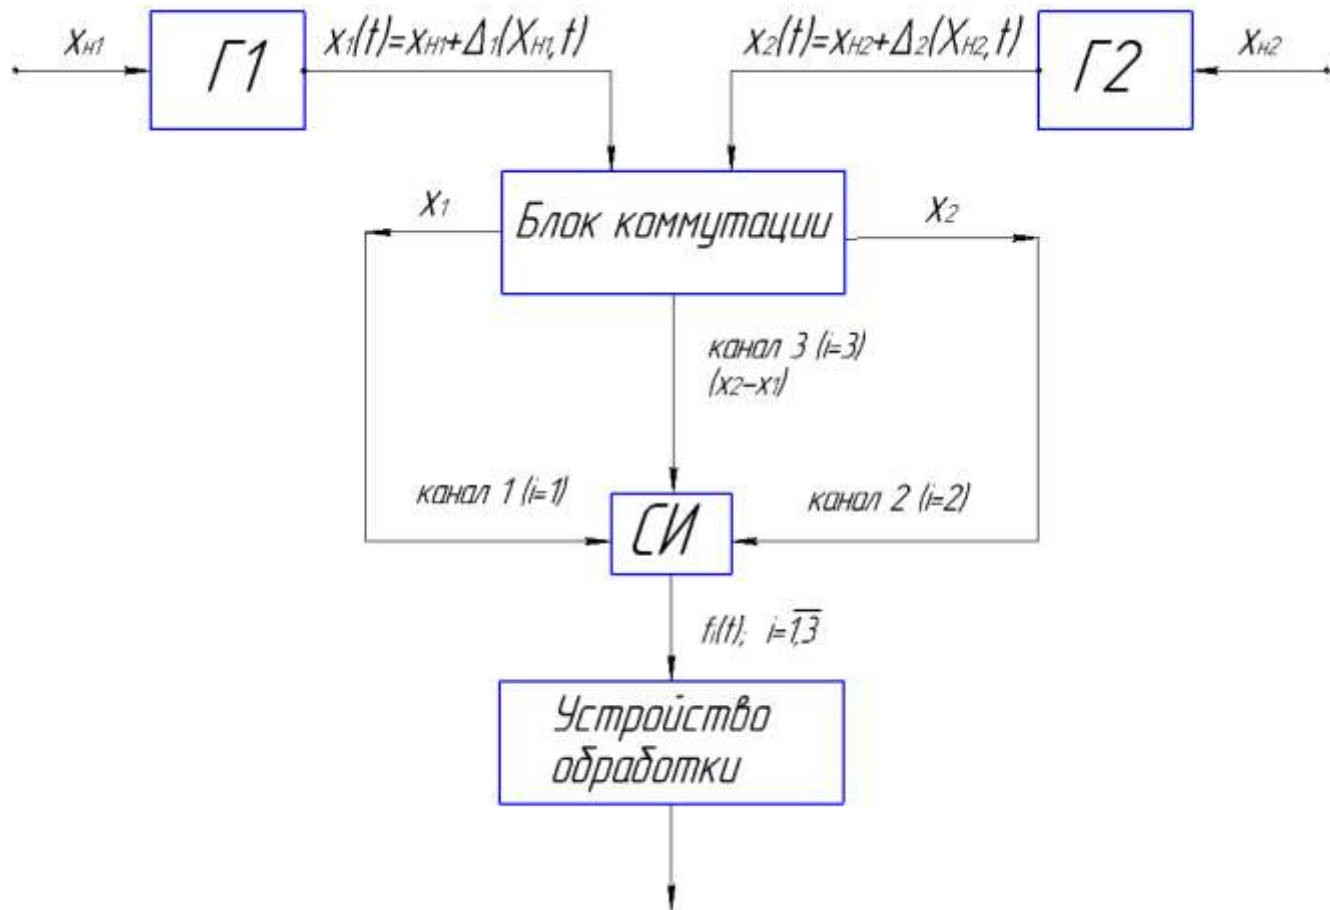 xн1
Г1
x1(t)=xн1+Δ1(Xн1,t)
x2(t)=xн2+Δ2(Xн2,t)
Г2
xн2
x1
Блок коммутации
x2
канал 3 (i=3)
(x2-x1)
канал 1 (i=1)
СИ
канал 2 (i=2)
fi(t); i=1,3
Устройство
обработки